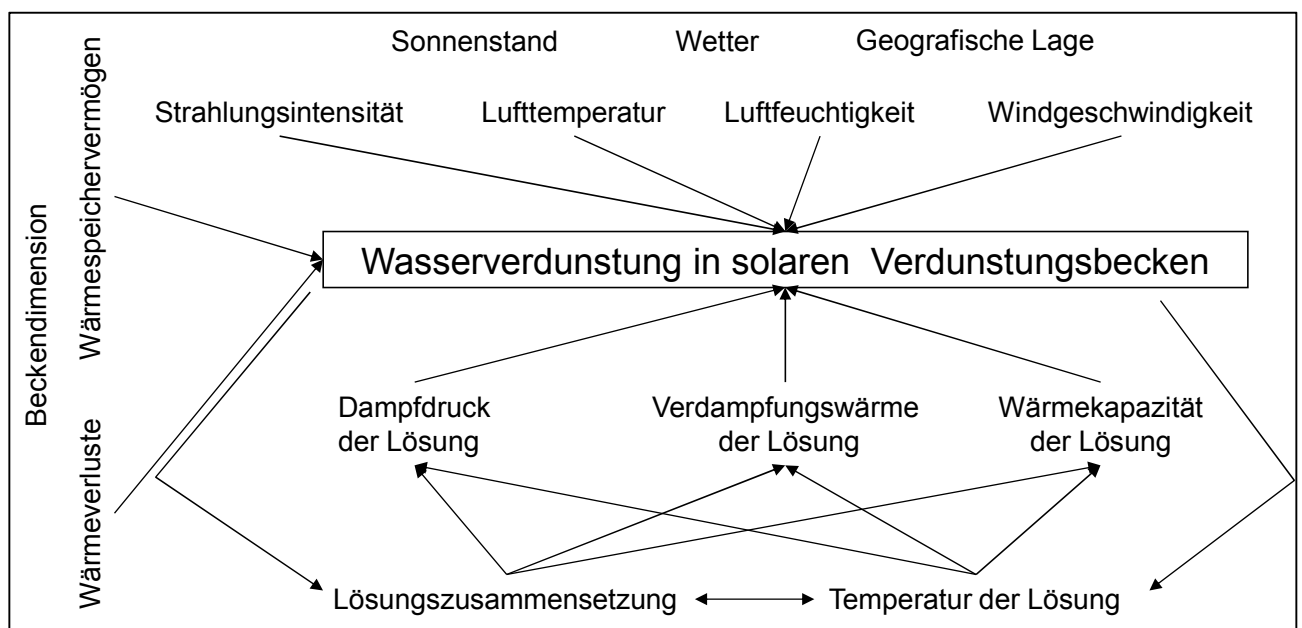 Sonnenstand Wetter Geografische Lage
Strahlungsintensität Lufttemperatur Luftfeuchtigkeit Windgeschwindigkeit
Beckendimension
Wärmespeichervermögen
Wärmeverluste
Wasserverdunstung in solaren Verdunstungsbecken
Dampfdruck
der Lösung
Verdampfungswärme
der Lösung
Wärmekapazität
der Lösung
Lösungszusammensetzung Temperatur der Lösung